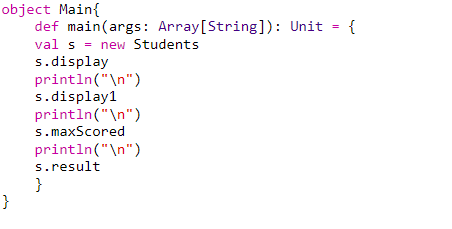 object Main{
    def main(args: Array[String]): Unit = {
    val s = new Students
    s.display
    println("\n")
    s.display1
    println("\n")
    s.maxScored
    println("\n")
    s.result
    }
}